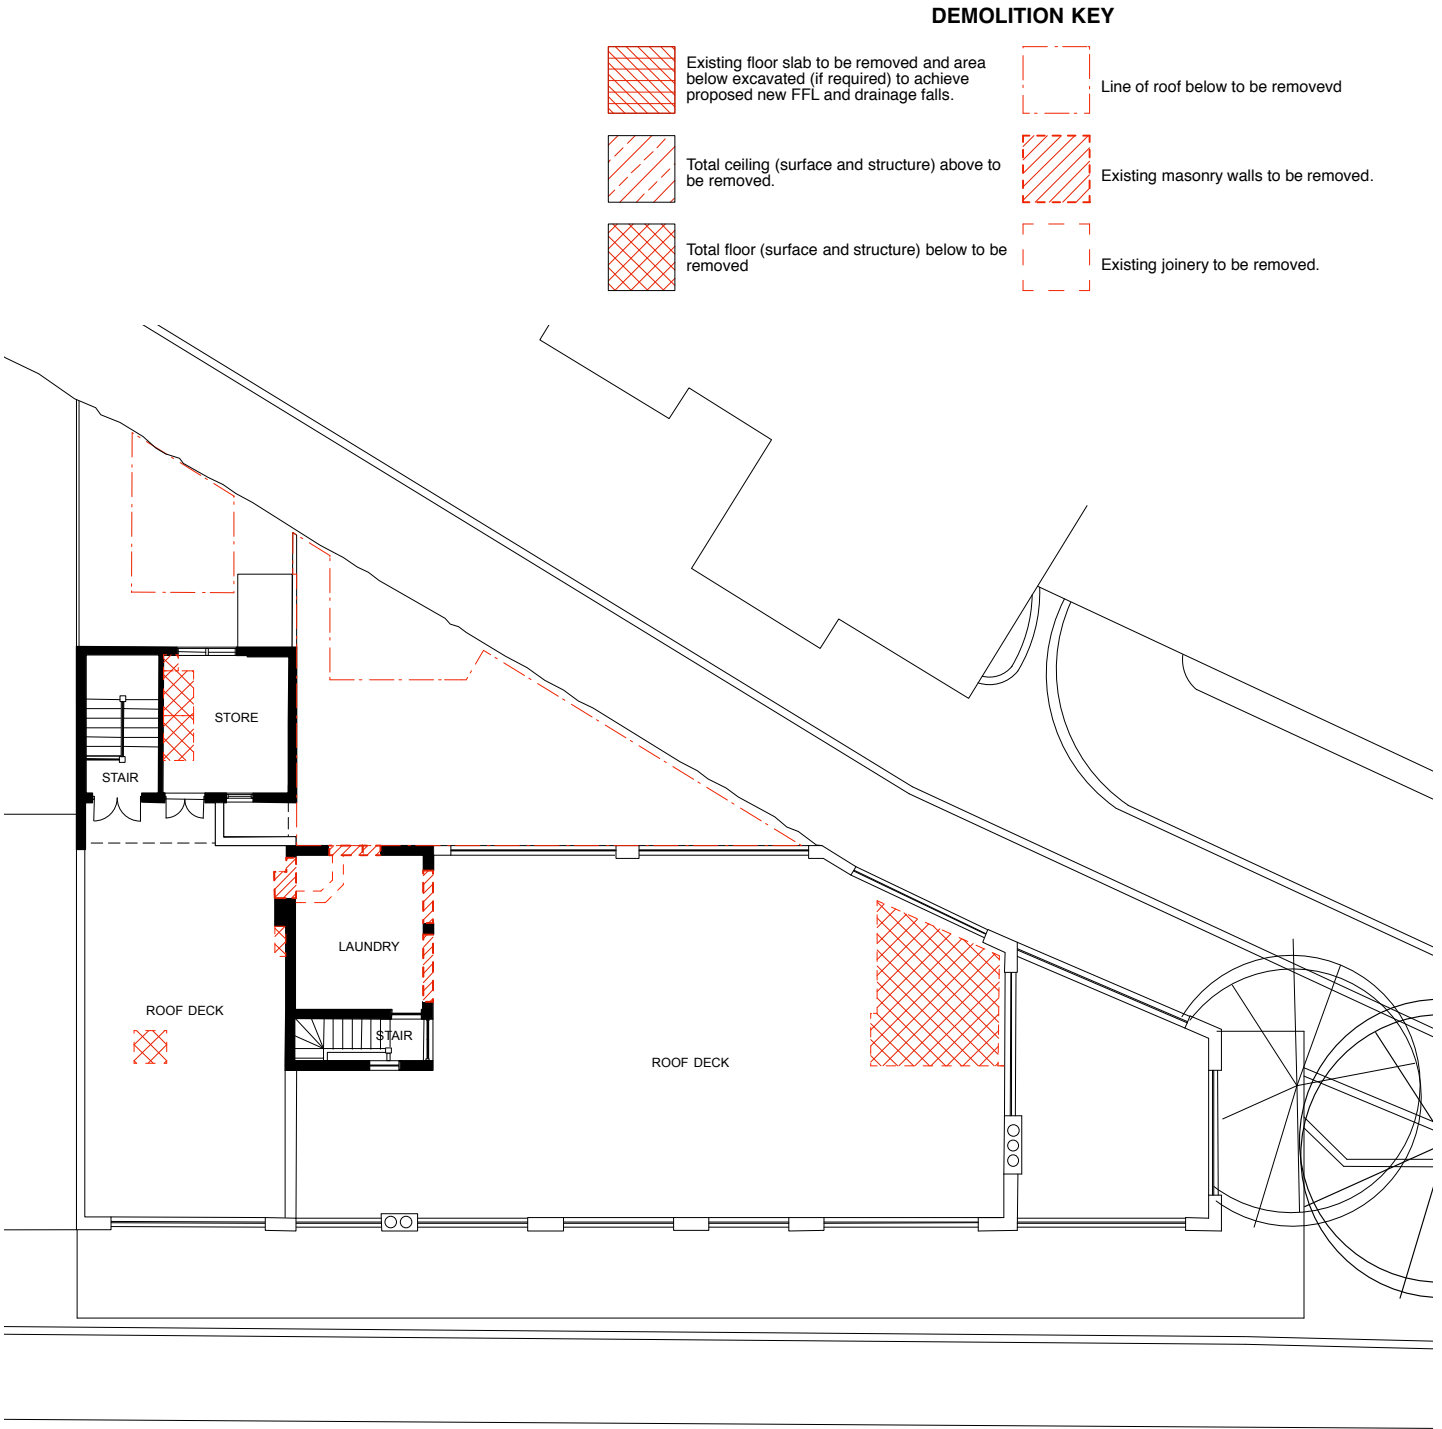 DEMOLITION KEY
Existing floor slab to be removed and area
below excavated (if required) to achieve
proposed new FFL and drainage falls.
Line of roof below to be removevd
Total ceiling (surface and structure) above to
be removed.
Existing masonry walls to be removed.
Total floor (surface and structure) below to be
removed
Existing joinery to be removed.
STORE
STAIR
LAUNDRY
ROOF DECK
STAIR
ROOF DECK